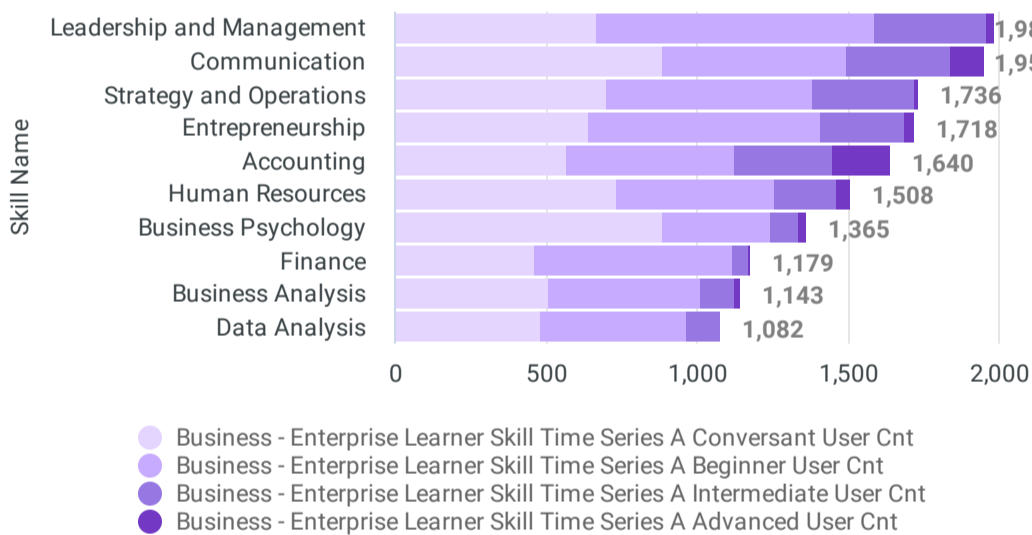 Leadership and Management
Communication
Strategy and Operations 1,736
Entrepreneurship 1,718
Accounting 1,640
Human Resources 1,508
Business Psychology 1,365
Finance 1,179
Business Analysis 1,143
Data Analysis 1,082
Skill Name
0 500 1,000 1,500 2,000
Business - Enterprise Learner Skill Time Series A Conversant User Cnt
Business - Enterprise Learner Skill Time Series A Beginner User Cnt
Business - Enterprise Learner Skill Time Series A Intermediate User Cnt
Business - Enterprise Learner Skill Time Series A Advanced User Cnt